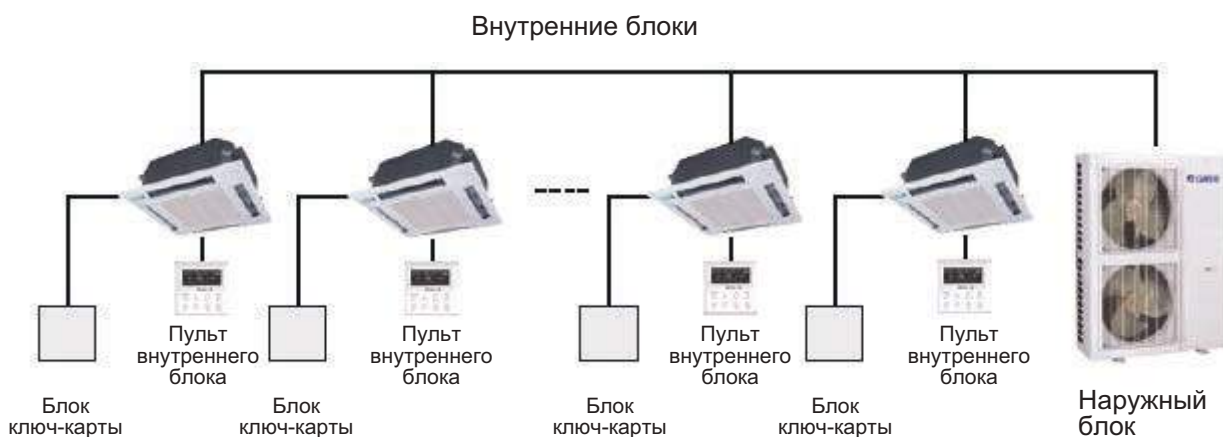 Внутренние блоки
GREE
Пульт
внутреннего
блока
Пульт
внутреннего
блока
Пульт
внутреннего
блока
Пульт
внутреннего
блока
Блок
ключ-карты
Блок
ключ-карты
Блок
ключ-карты
Блок
ключ-карты
Наружный
блок